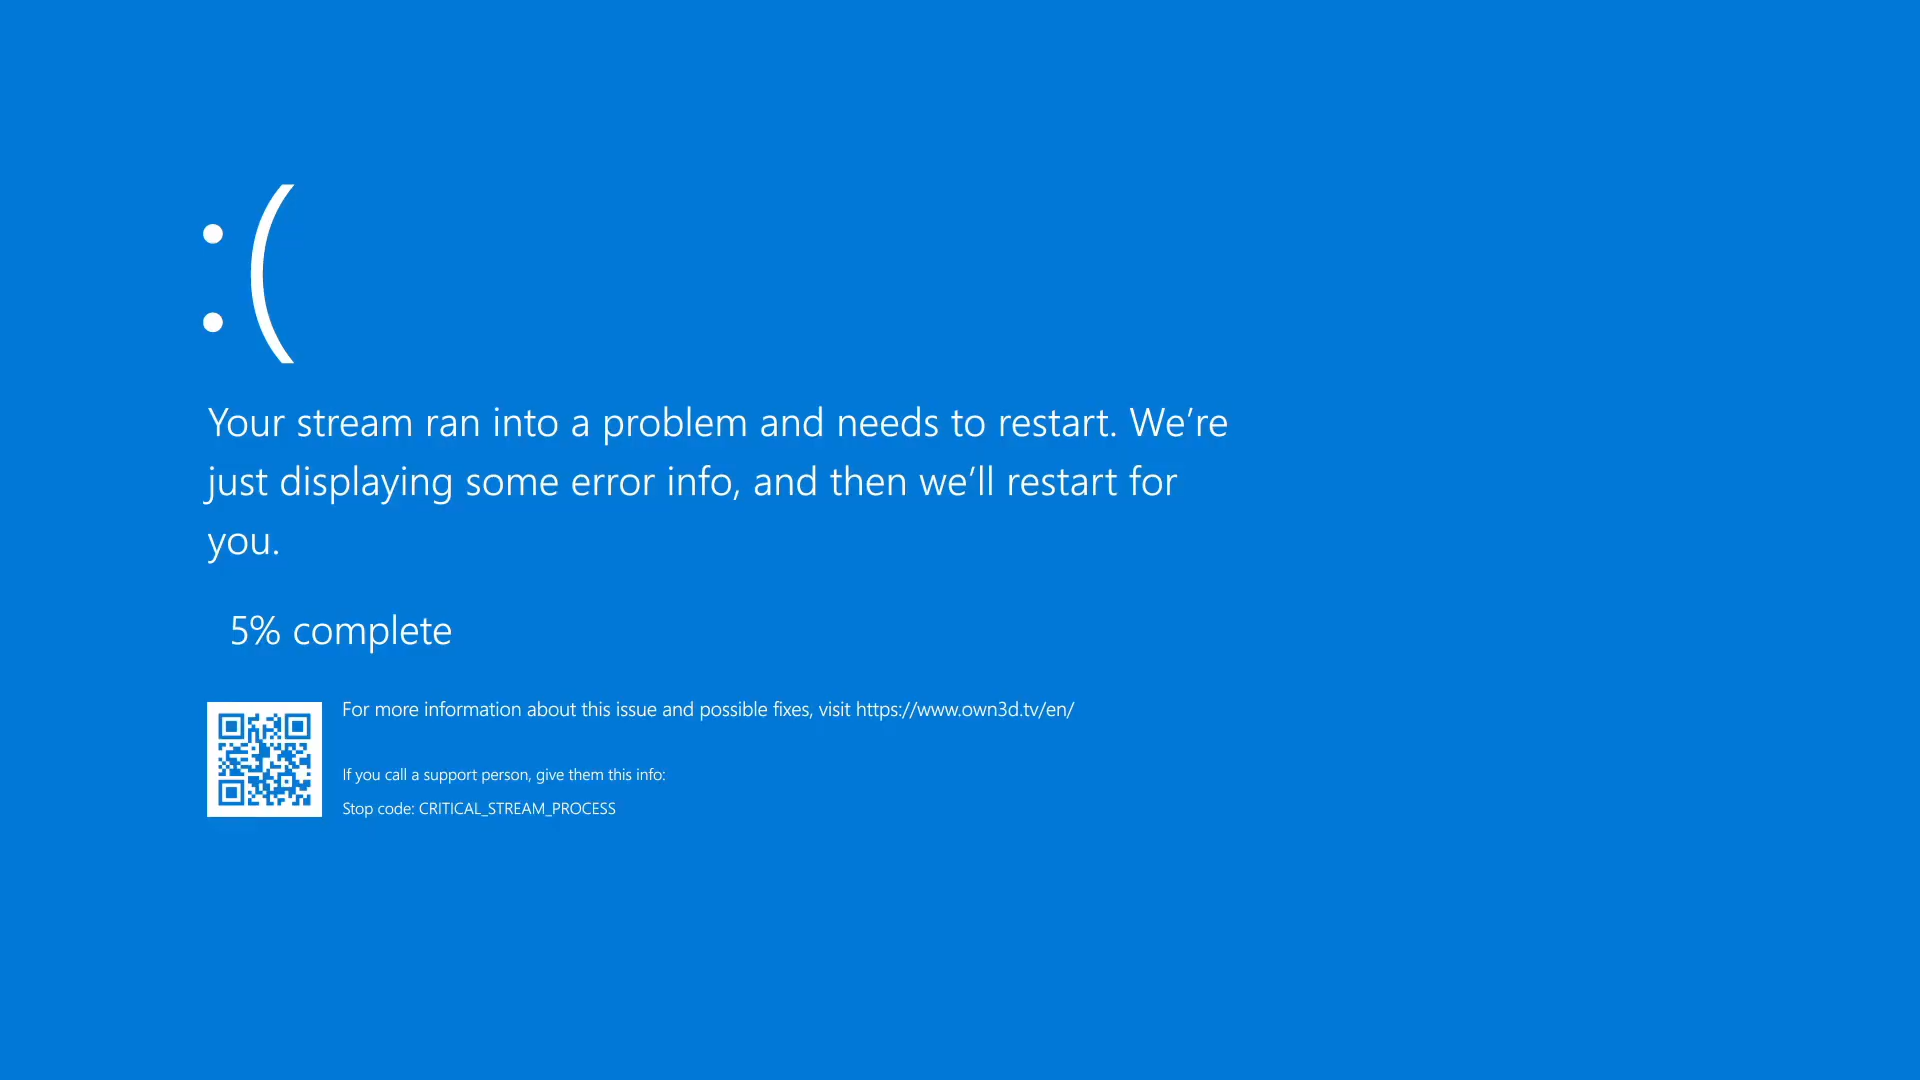 :(
Your stream ran into a problem and needs to restart. We’re
just displaying some error info, and then we’ll restart for
you.
5% complete
For more information about this issue and possible fixes, visit https://www.own3d.tv/en/
If you call a support person, give them this info:
Stop code: CRITICAL_STREAM_PROCESS